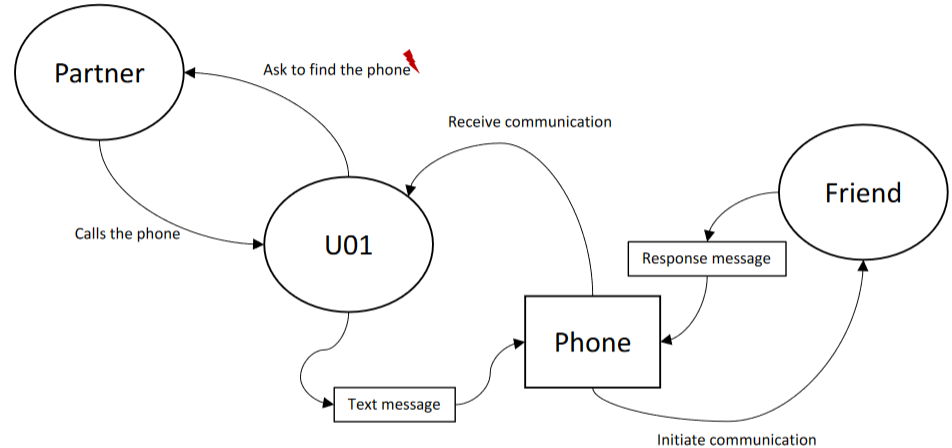 Partner
Ask to find the phone
Receive communication
Friend
Calls the phone
U01
Response message
Phone
Text message
Initiate communication